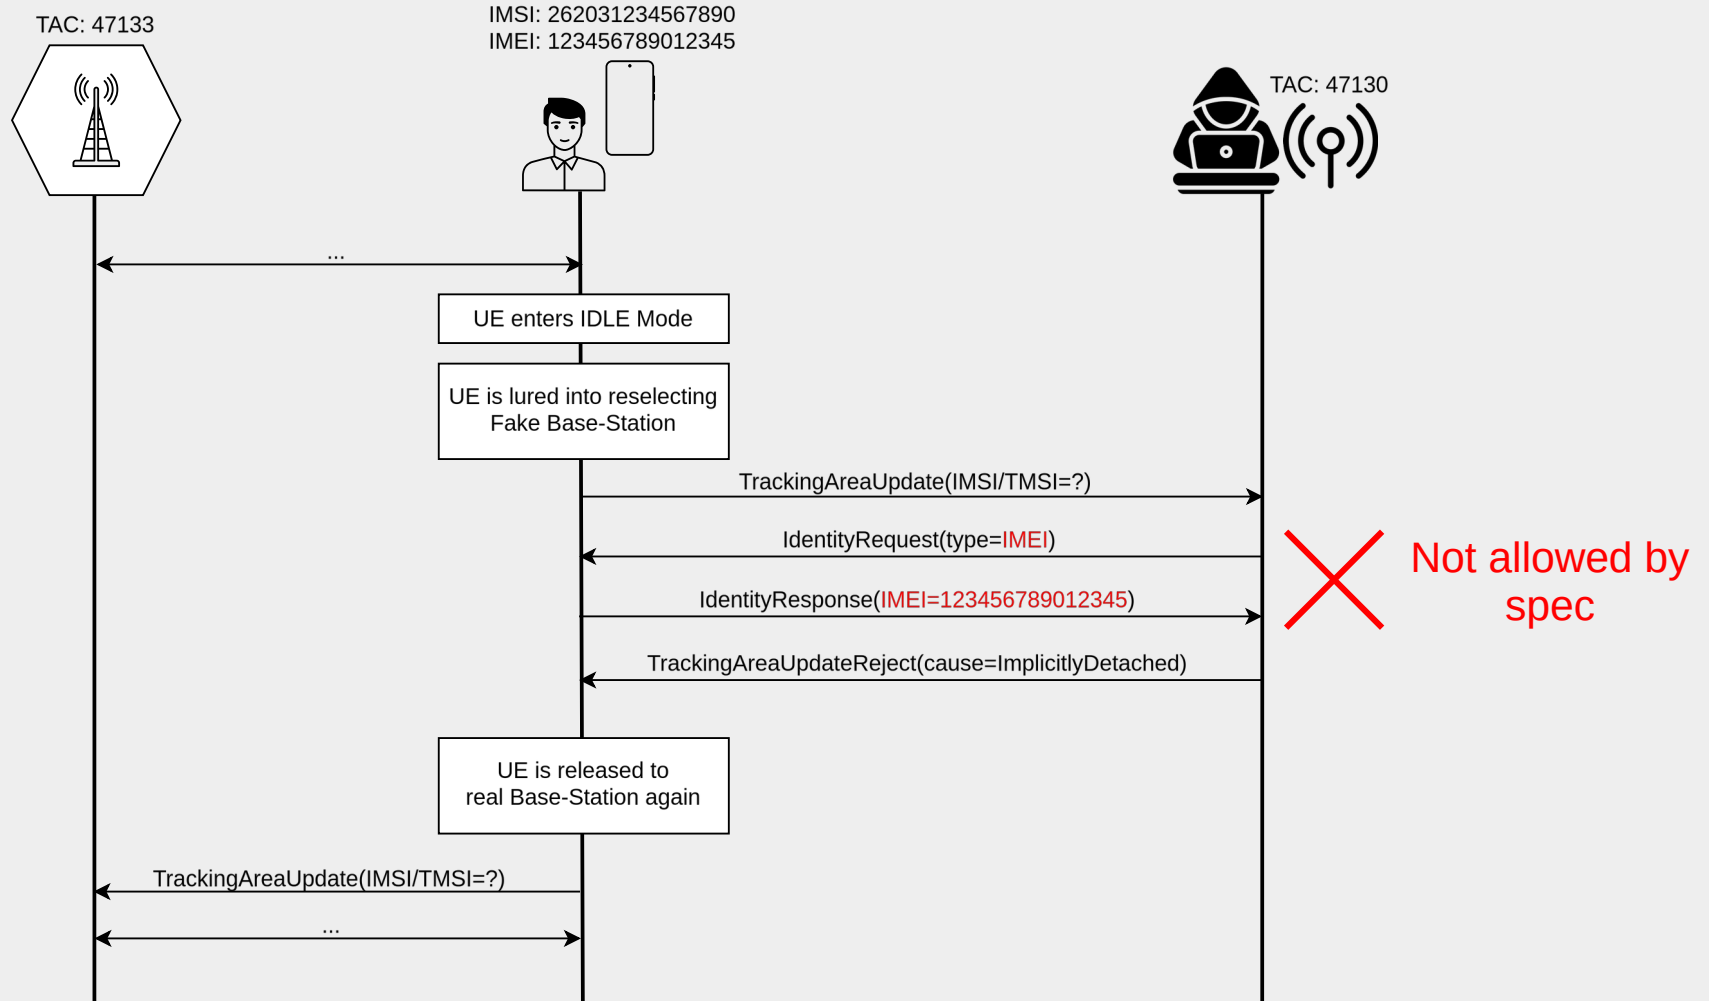 TAC: 47133
IMSI: 262031234567890
IMEI: 123456789012345
TAC: 47130
...
UE enters IDLE Mode
UE is lured into reselecting
Fake Base-Station
TrackingAreaUpdate(IMSI/TMSI=?)
IdentityRequest(type=IMEI)
IdentityResponse(IMEI=123456789012345)
Not allowed by
spec
TrackingAreaUpdateReject(cause=ImplicitlyDetached)
UE is released to
real Base-Station again
TrackingAreaUpdate(IMSI/TMSI=?)
...